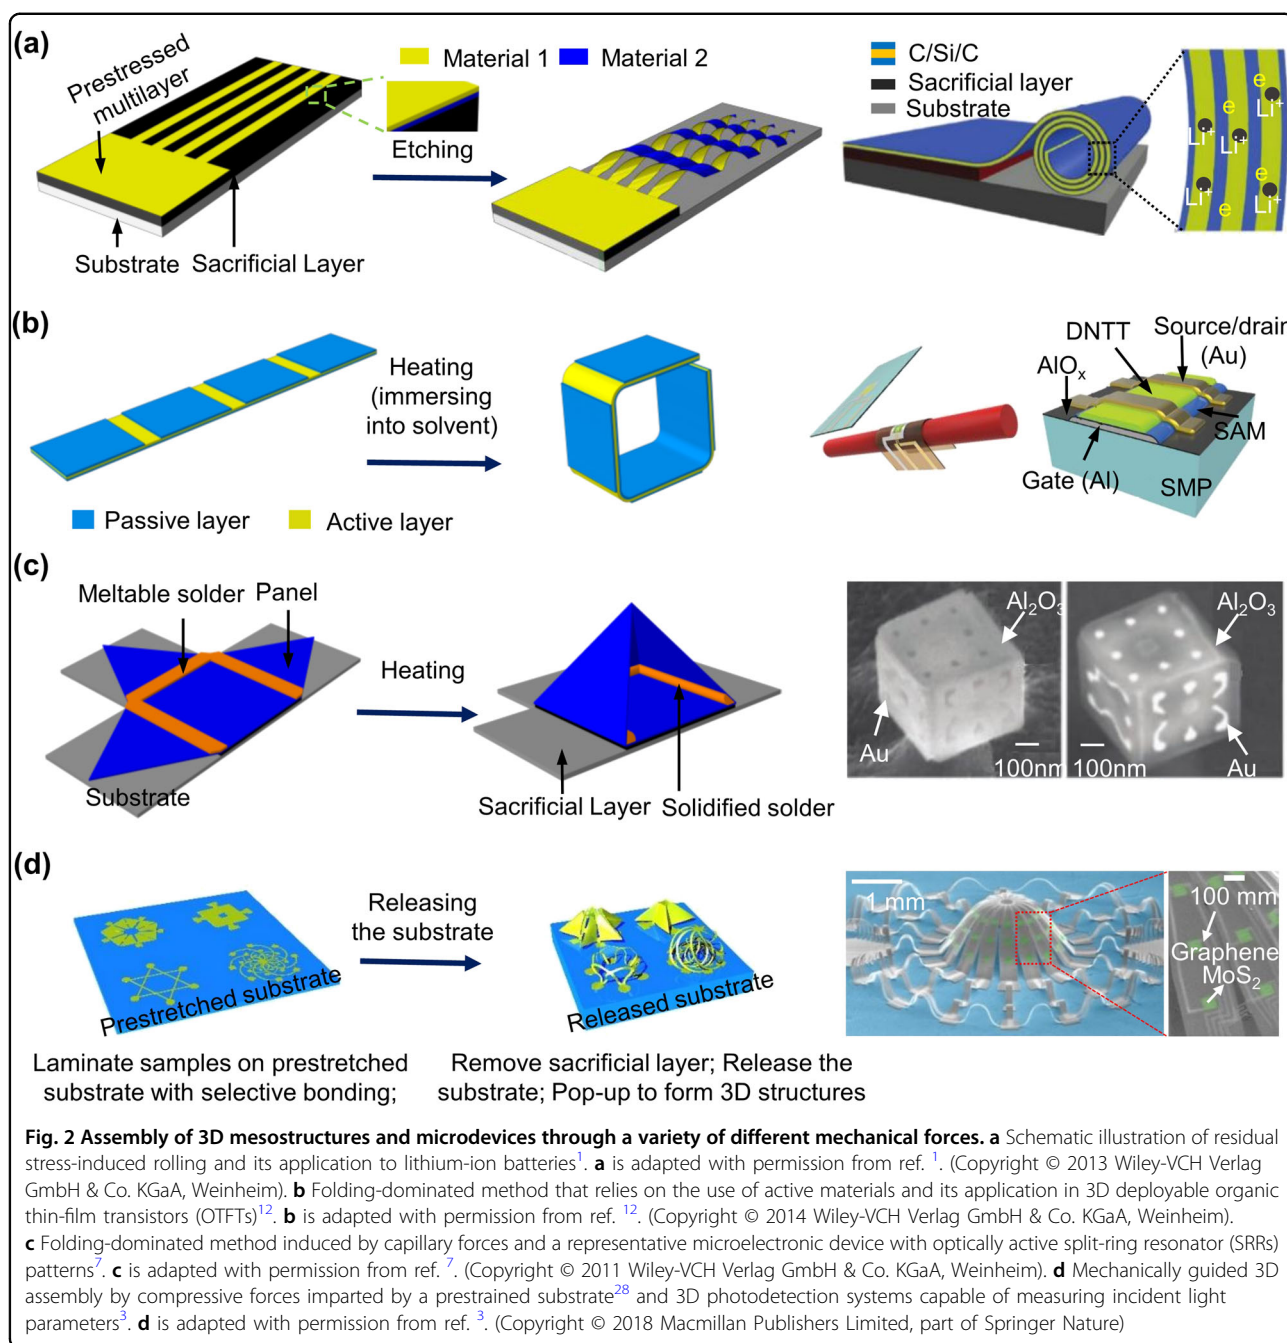 (a)
Prestressed
multilayer
Material 1
Material 2
Etching
Substrate
Sacrificial Layer
C/Si/C
Sacrificial layer
Substrate
e
Li⁺
e
Li⁺
Li⁺
e
Li⁺
e
Li⁺
(b)
Heating
(immersing
into solvent)
Passive layer
Active layer
DNTT
Source/drain
(Au)
AlOₓ
SAM
Gate (Al)
SMP
(c)
Meltable solder
Panel
Heating
Substrate
Sacrificial Layer
Solidified solder
Al₂O₃
Au
100nm
Al₂O₃
100nm
Au
(d)
Releasing
the substrate
Prestretched substrate
Released substrate
1 mm
100 mm
Graphene
MoS₂
Laminate samples on prestretched
substrate with selective bonding;
Remove sacrificial layer; Release the
substrate; Pop-up to form 3D structures
Fig. 2 Assembly of 3D mesostructures and microdevices through a variety of different mechanical forces. a Schematic illustration of residual
stress-induced rolling and its application to lithium-ion batteries¹. a is adapted with permission from ref. ¹. (Copyright © 2013 Wiley-VCH Verlag
GmbH & Co. KGaA, Weinheim). b Folding-dominated method that relies on the use of active materials and its application in 3D deployable organic
thin-film transistors (OTFTs)¹². b is adapted with permission from ref. ¹². (Copyright © 2014 Wiley-VCH Verlag GmbH & Co. KGaA, Weinheim).
c Folding-dominated method induced by capillary forces and a representative microelectronic device with optically active split-ring resonator (SRRs)
patterns⁷. c is adapted with permission from ref. ⁷. (Copyright © 2011 Wiley-VCH Verlag GmbH & Co. KGaA, Weinheim). d Mechanically guided 3D
assembly by compressive forces imparted by a prestrained substrate²⁸ and 3D photodetection systems capable of measuring incident light
parameters³. d is adapted with permission from ref. ³. (Copyright © 2018 Macmillan Publishers Limited, part of Springer Nature)